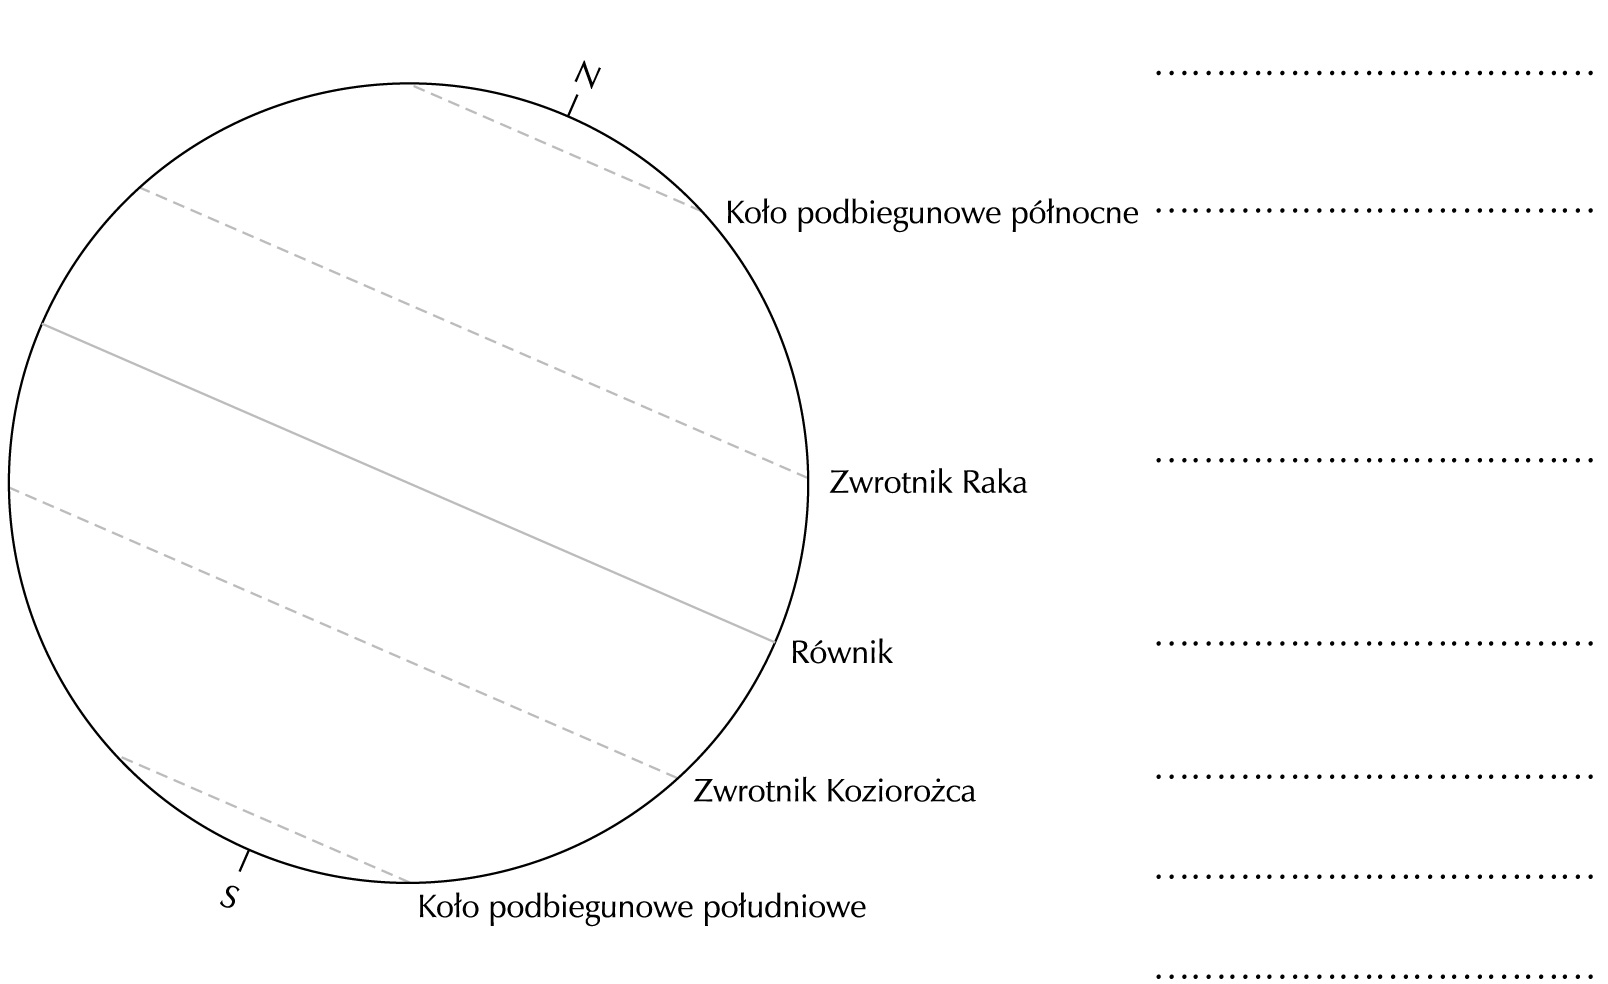 N
Koło podbiegunowe północne
Zwrotnik Raka
Równik
Zwrotnik Koziorożca
S
Koło podbiegunowe południowe